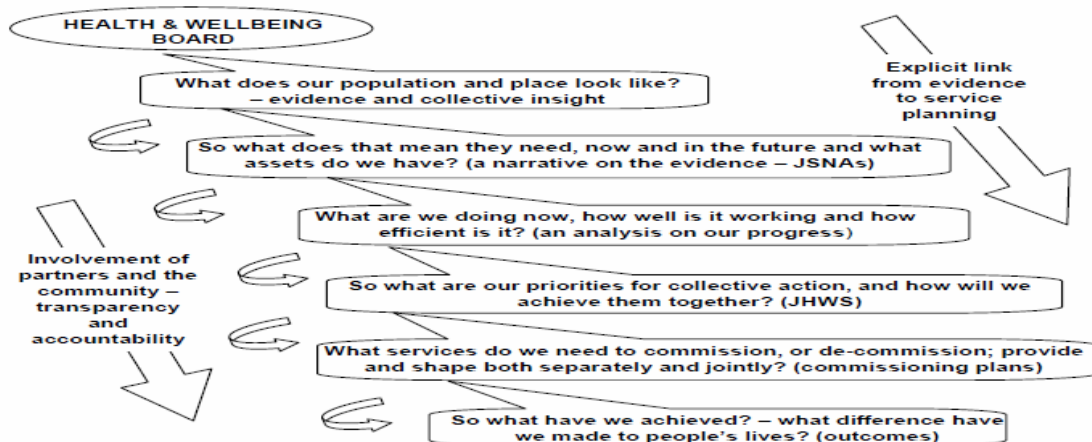 HEALTH & WELLBEING
BOARD
What does our population and place look like?
– evidence and collective insight
Explicit link
from evidence
to service
planning
So what does that mean they need, now and in the future and what
assets do we have? (a narrative on the evidence – JSNAs)
What are we doing now, how well is it working and how
efficient is it? (an analysis on our progress)
Involvement of
partners and the
community –
transparency
and
accountability
So what are our priorities for collective action, and how will we
achieve them together? (JHWS)
What services do we need to commission, or de-commission; provide
and shape both separately and jointly? (commissioning plans)
So what have we achieved? – what difference have
we made to people's lives? (outcomes)